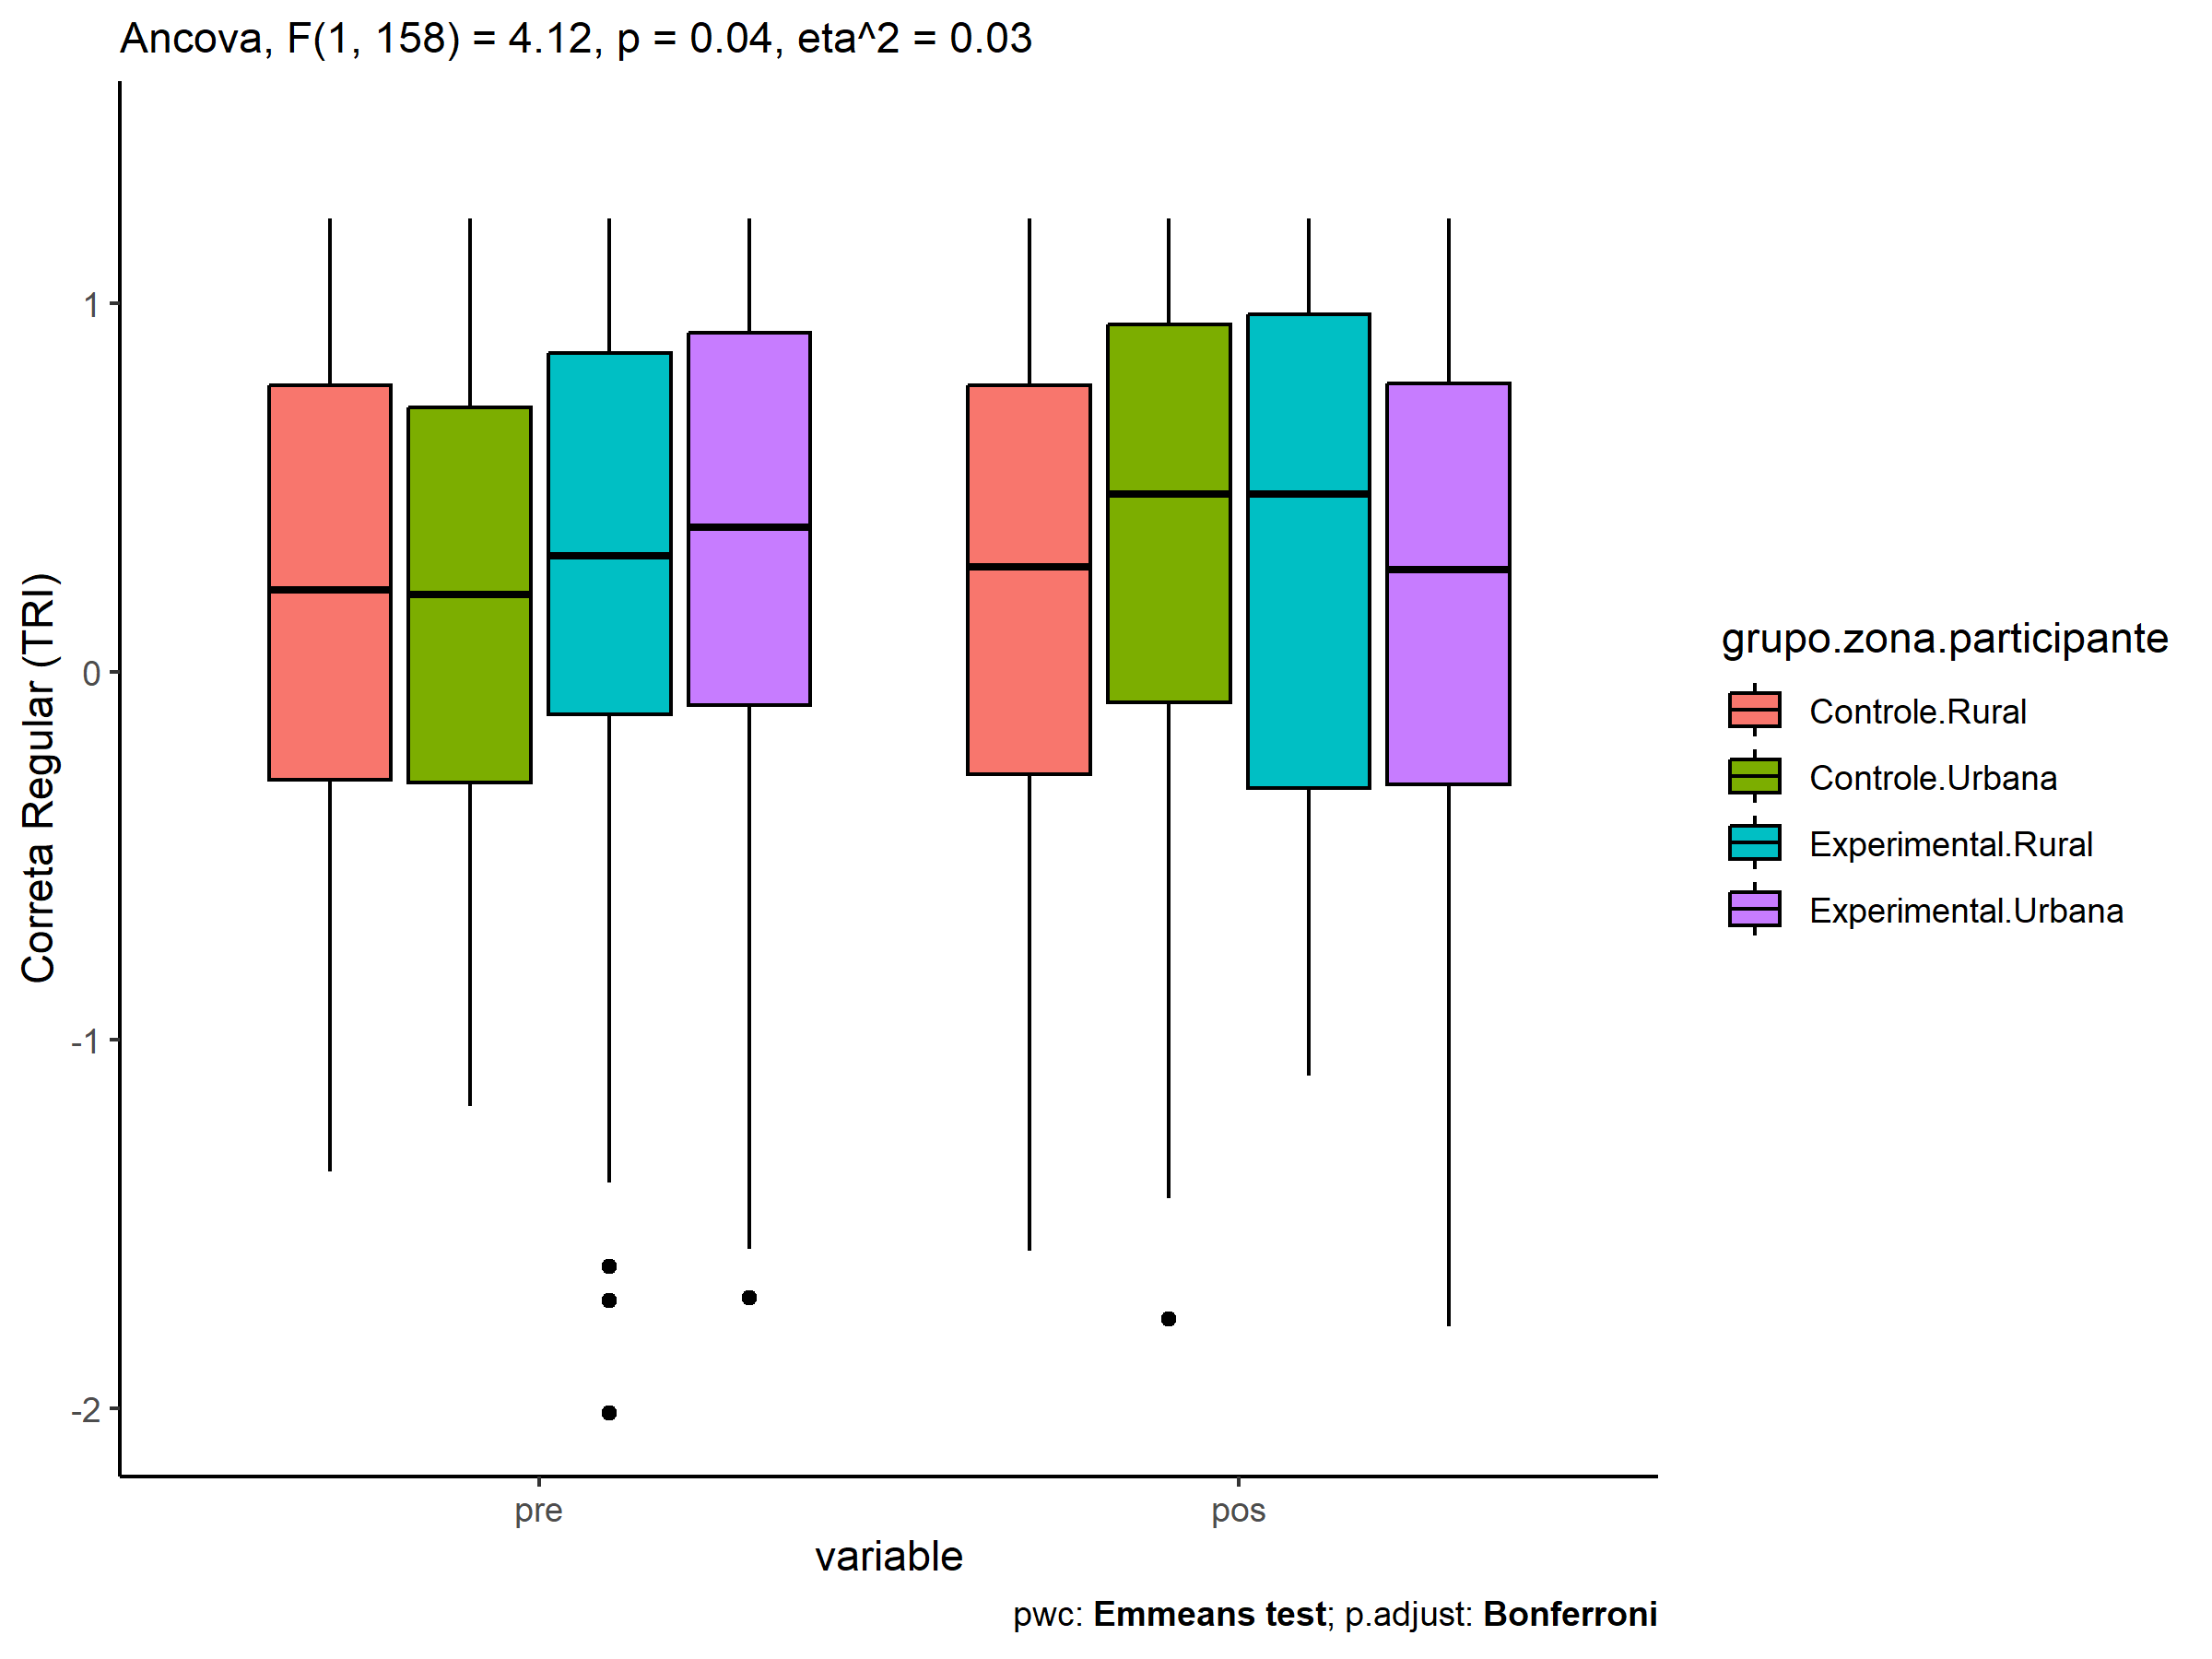 Ancova, F(1, 158) = 4.12, p = 0.04, eta^2 = 0.03
Correta Regular (TRI)
1
0
-1
-2
pre
pos
variable
pwc: Emmeans test; p.adjust: Bonferroni
grupo.zona.participante
Controle.Rural
Controle.Urbana
Experimental.Rural
Experimental.Urbana